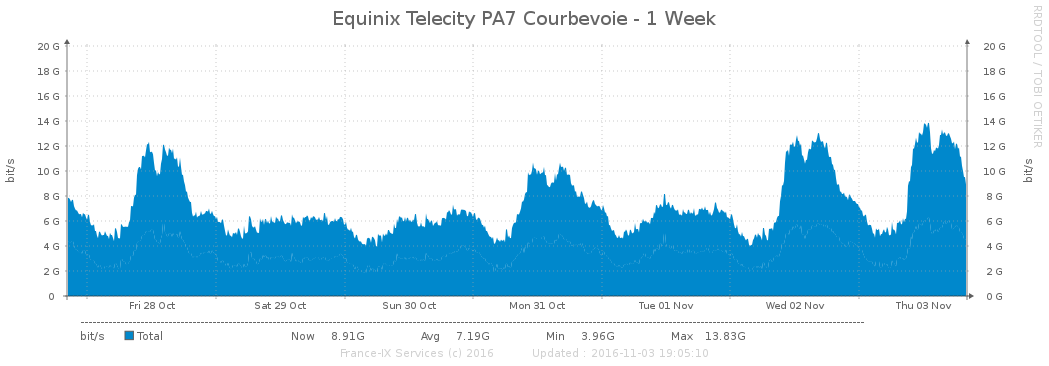 Equinix Telecity PA7 Courbevoie - 1 Week
RRDTOOL / TOBI OETIKER
bit/s
20 G 20 G
18 G 18 G
16 G 16 G
14 G 14 G
12 G 12 G
10 G 10 G
8 G 8 G
6 G 6 G
4 G 4 G
2 G 2 G
0 0 G
bit/s
Fri 28 Oct Sat 29 Oct Sun 30 Oct Mon 31 Oct Tue 01 Nov Wed 02 Nov Thu 03 Nov
bit/s Total Now 8.91G Avg 7.19G Min 3.96G Max 13.83G
France-IX Services (c) 2016 Updated : 2016-11-03 19:05:10